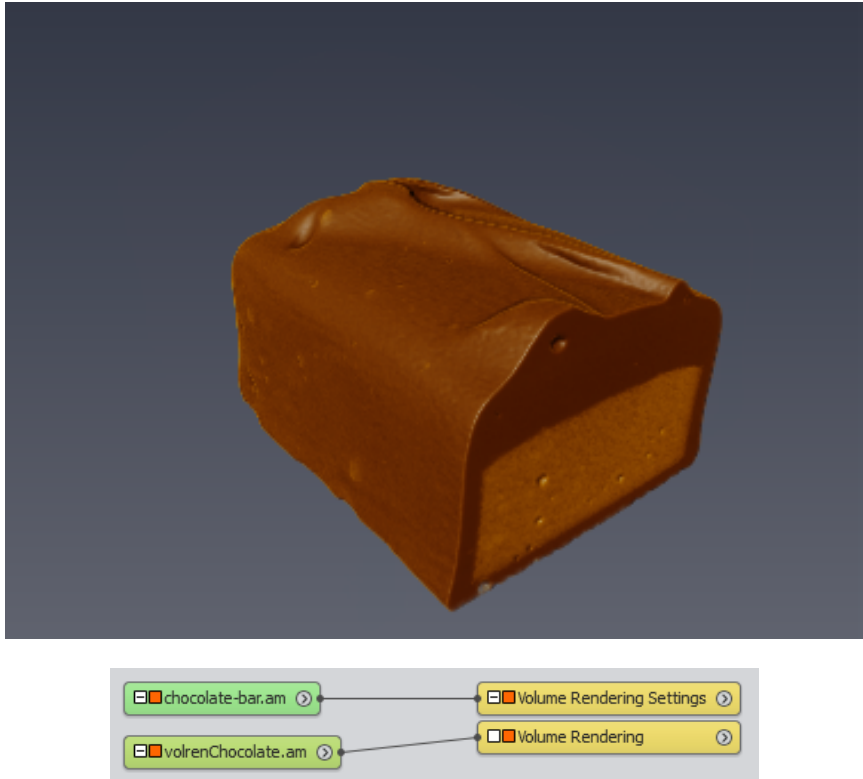 chocolate-bar.am
Volume Rendering Settings
volrenChocolate.am
Volume Rendering